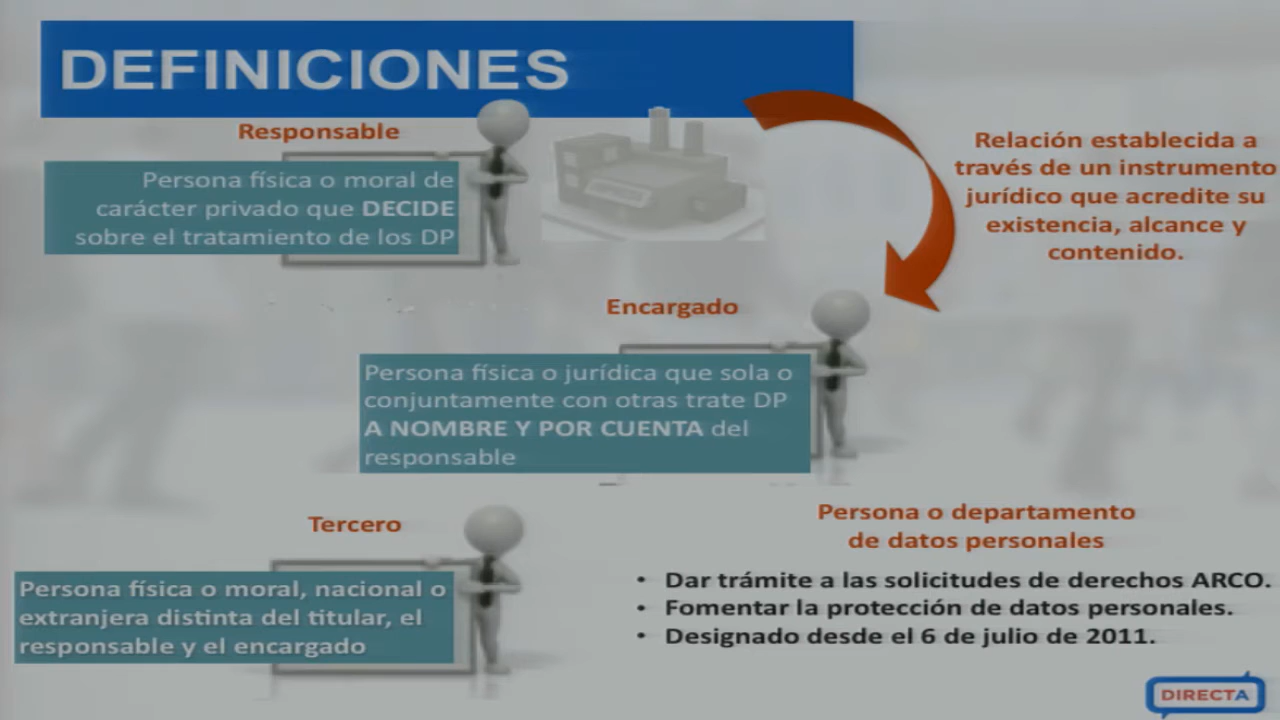 DEFINICIONES
Responsable
Persona física o moral de
carácter privado que DECIDE
sobre el tratamiento de los DP
Relación establecida a
través de un instrumento
jurídico que acredite su
existencia, alcance y
contenido.
Encargado
Persona física o jurídica que sola o
conjuntamente con otras trate DP
A NOMBRE Y POR CUENTA del
responsable
Tercero
Persona física o moral, nacional o
extranjera distinta del titular, el
responsable y el encargado
Persona o departamento
de datos personales
• Dar trámite a las solicitudes de derechos ARCO.
• Fomentar la protección de datos personales.
• Designado desde el 6 de julio de 2011.
DIRECTA